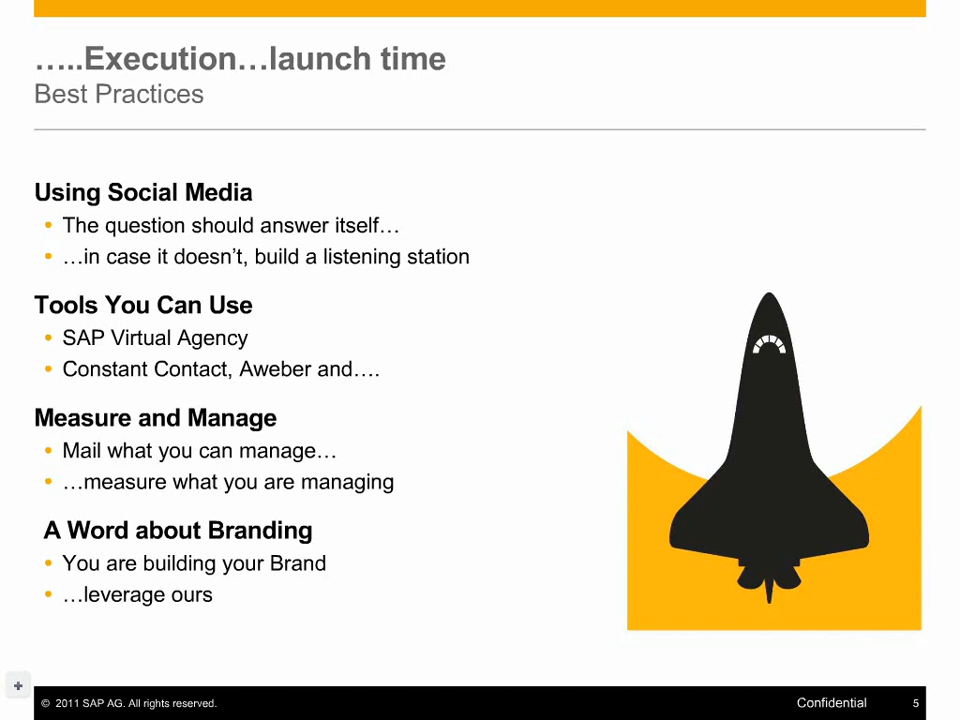 …..Execution…launch time
Best Practices
Using Social Media
• The question should answer itself…
• …in case it doesn’t, build a listening station
Tools You Can Use
• SAP Virtual Agency
• Constant Contact, Aweber and….
Measure and Manage
• Mail what you can manage…
• …measure what you are managing
A Word about Branding
• You are building your Brand
• …leverage ours
© 2011 SAP AG. All rights reserved. Confidential 5